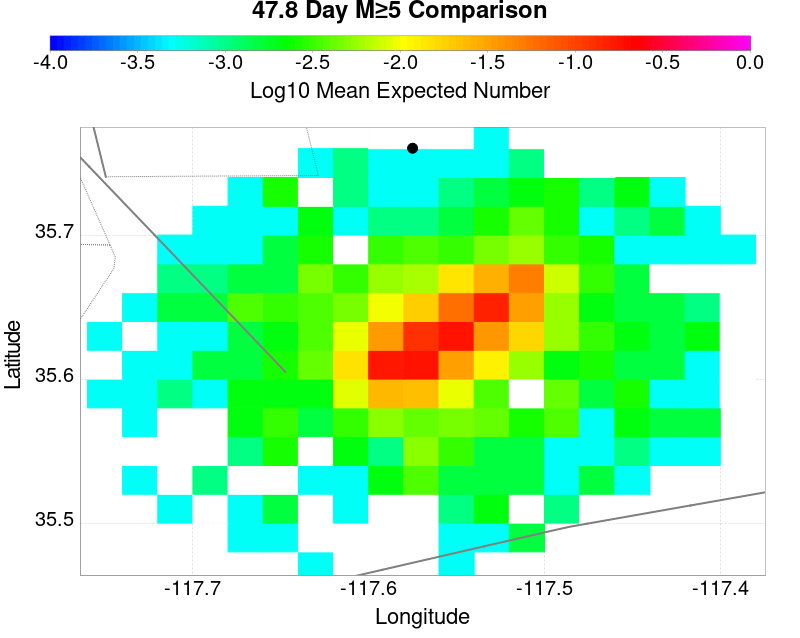 47.8 Day M≥5 Comparison
-4.0 -3.5 -3.0 -2.5 -2.0 -1.5 -1.0 -0.5 0.0
Log10 Mean Expected Number
35.7
35.6
35.5
Latitude
-117.7 -117.6 -117.5 -117.4
Longitude